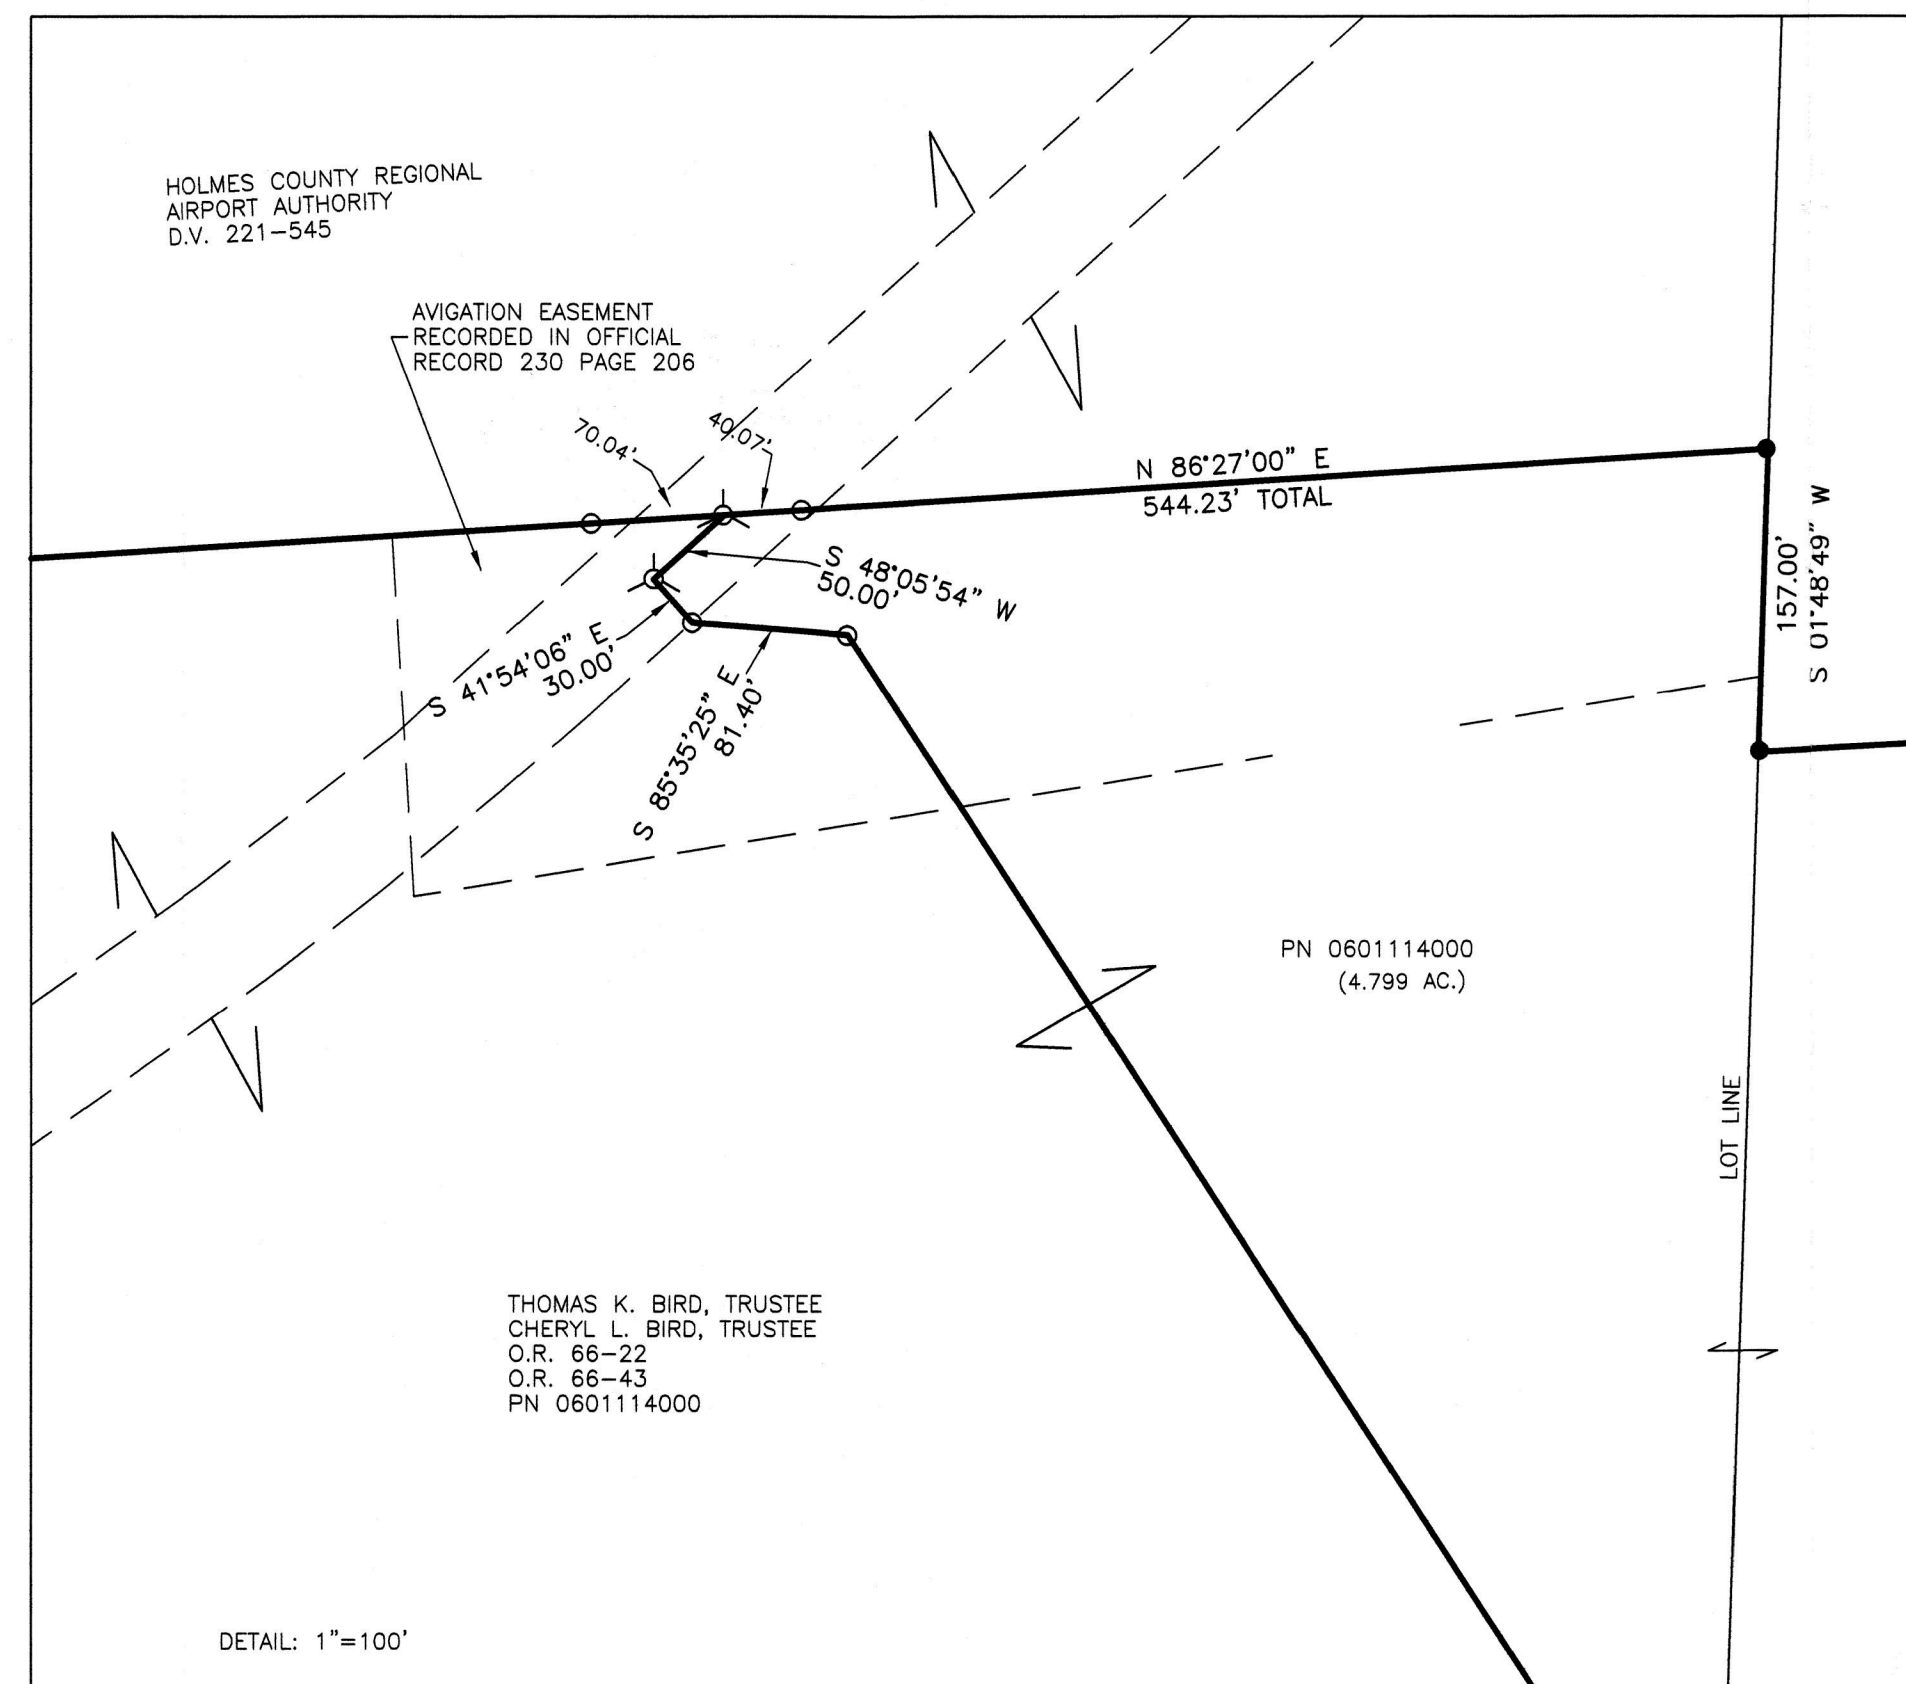 HOLMES COUNTY REGIONAL
AIRPORT AUTHORITY
D.V. 221-545
AVIGATION EASEMENT
RECORDED IN OFFICIAL
RECORD 230 PAGE 206
70.04'
40.07'
N 86°27'00" E
544.23' TOTAL
S 48°05'54" W
50.00'
157.00'
S 01°48'49" W
S 41°54'06" E
30.00'
S 85°35'25" E
81.40'
PN 0601114000
(4.799 AC.)
LOT LINE
THOMAS K. BIRD, TRUSTEE
CHERYL L. BIRD, TRUSTEE
O.R. 66-22
O.R. 66-43
PN 0601114000
DETAIL: 1"=100'